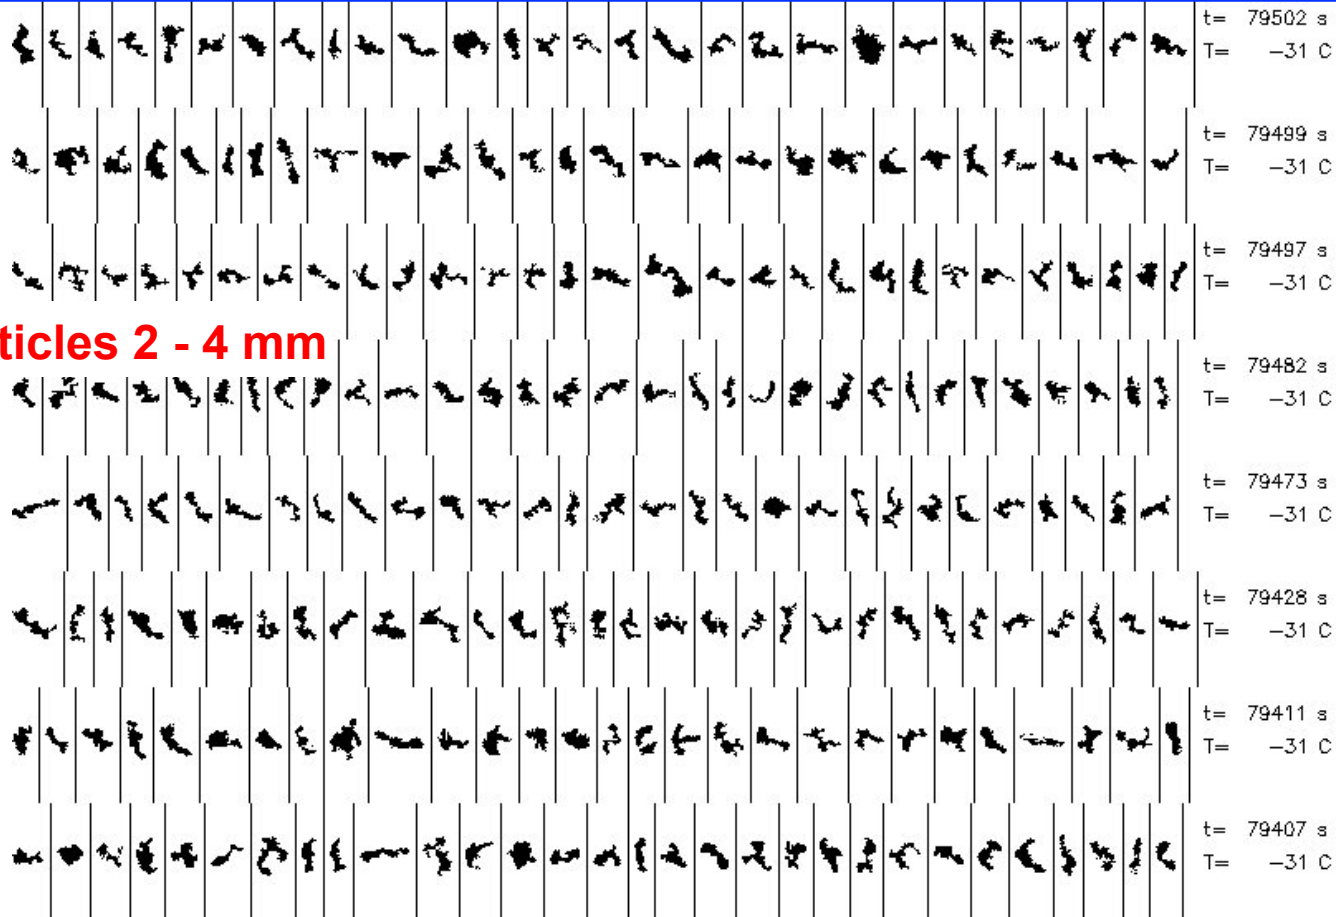 t= 79502 s
T= −31 C
t= 79499 s
T= −31 C
t= 79497 s
T= −31 C
ticles 2 - 4 mm
t= 79482 s
T= −31 C
t= 79473 s
T= −31 C
t= 79428 s
T= −31 C
t= 79411 s
T= −31 C
t= 79407 s
T= −31 C